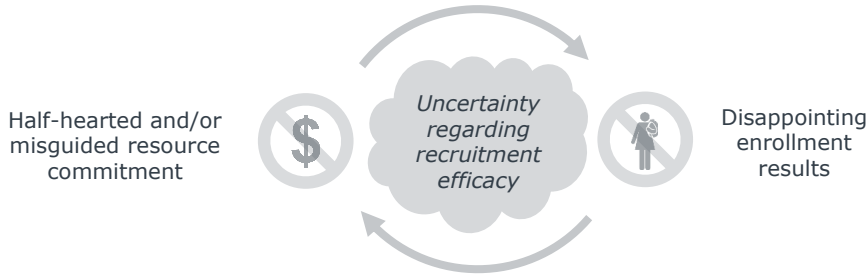 Half-hearted and/or
misguided resource
commitment
$
Uncertainty
regarding
recruitment
efficacy
Disappointing
enrollment
results